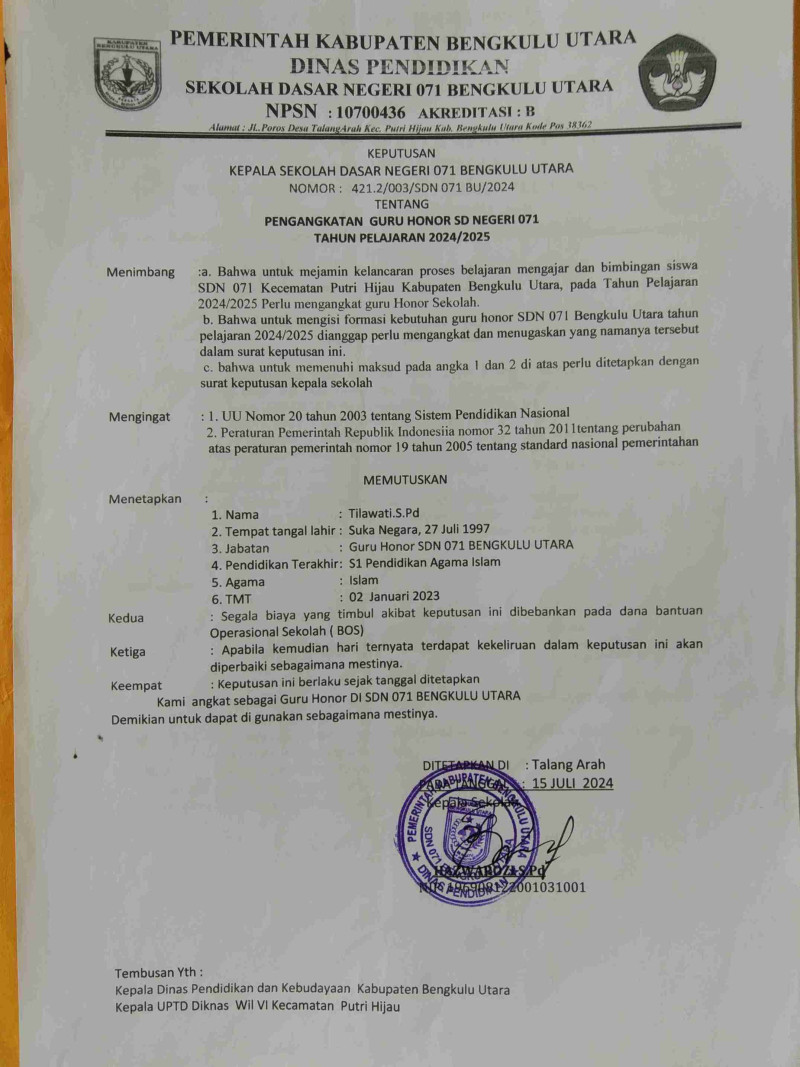 PEMERINTAH KABUPATEN BENGKULU UTARA
DINAS PENDIDIKAN
SEKOLAH DASAR NEGERI 071 BENGKULU UTARA
NPSN : 10700436 AKREDITASI : B
Alamat : Jl..Poros Desa TalangArah Kec. Putri Hijau Kab. Bengkulu Utara Kode Pos 38362
KEPUTUSAN
KEPALA SEKOLAH DASAR NEGERI 071 BENGKULU UTARA
NOMOR : 421.2/003/SDN 071 BU/2024
TENTANG
PENGANGKATAN GURU HONOR SD NEGERI 071
TAHUN PELAJARAN 2024/2025
Menimbang :a. Bahwa untuk mejamin kelancaran proses belajaran mengajar dan bimbingan siswa
SDN 071 Kecematan Putri Hijau Kabupaten Bengkulu Utara, pada Tahun Pelajaran
2024/2025 Perlu mengangkat guru Honor Sekolah.
b. Bahwa untuk mengisi formasi kebutuhan guru honor SDN 071 Bengkulu Utara tahun
pelajaran 2024/2025 dianggap perlu mengangkat dan menugaskan yang namanya tersebut
dalam surat keputusan ini.
c. bahwa untuk memenuhi maksud pada angka 1 dan 2 di atas perlu ditetapkan dengan
surat keputusan kepala sekolah
Mengingat : 1. UU Nomor 20 tahun 2003 tentang Sistem Pendidikan Nasional
2. Peraturan Pemerintah Republik Indonesiia nomor 32 tahun 2011tentang perubahan
atas peraturan pemerintah nomor 19 tahun 2005 tentang standard nasional pemerintahan
MEMUTUSKAN
Menetapkan :
1. Nama : Tilawati.S.Pd
2. Tempat tangal lahir : Suka Negara, 27 Juli 1997
3. Jabatan : Guru Honor SDN 071 BENGKULU UTARA
4. Pendidikan Terakhir: S1 Pendidikan Agama Islam
5. Agama : Islam
6. TMT : 02 Januari 2023
Kedua : Segala biaya yang timbul akibat keputusan ini dibebankan pada dana bantuan
Operasional Sekolah ( BOS)
Ketiga : Apabila kemudian hari ternyata terdapat kekeliruan dalam keputusan ini akan
diperbaiki sebagaimana mestinya.
Keempat : Keputusan ini berlaku sejak tanggal ditetapkan
Kami angkat sebagai Guru Honor DI SDN 071 BENGKULU UTARA
Demikian untuk dapat di gunakan sebagaimana mestinya.
DITETAPKAN DI : Talang Arah
PADA TANGGAL : 15 JULI 2024
Kepala Sekolah
PEMERINTAH KABUPATEN BENGKULU UTARA
SDN 071 BENGKULU UTARA
DINAS PENDIDIKAN
Tembusan Yth :
Kepala Dinas Pendidikan dan Kebudayaan Kabupaten Bengkulu Utara
Kepala UPTD Diknas Wil VI Kecamatan Putri Hijau